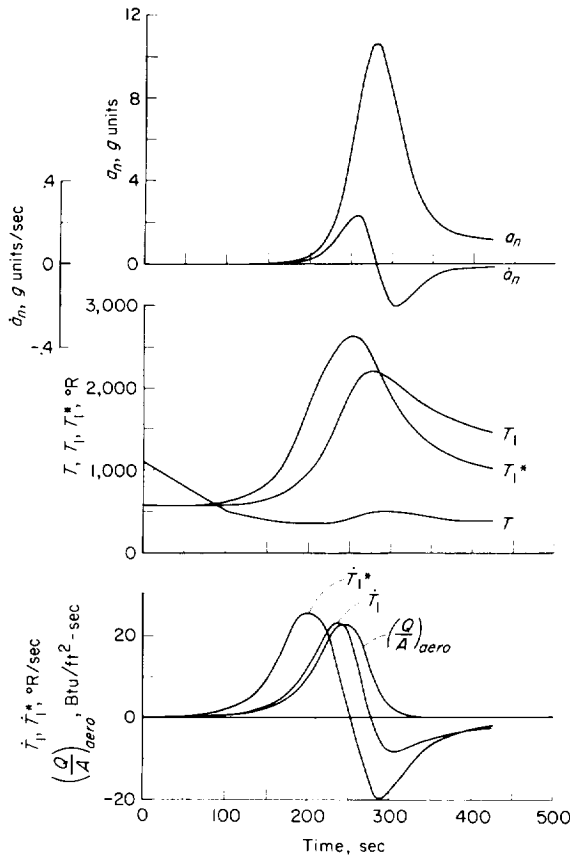 12
8
4
0
a_n, g units
.4
0
-.4
ȧ_n, g units/sec
a_n
ȧ_n
3,000
2,000
1,000
0
T, T_1, T_1*, °R
T_1
T_1*
T
Ṫ_1*
Ṫ_1
(Q/A)_aero
20
0
-20
Ṫ_1, Ṫ_1*, °R/sec
(Q/A)_aero, Btu/ft²-sec
0 100 200 300 400 500
Time, sec